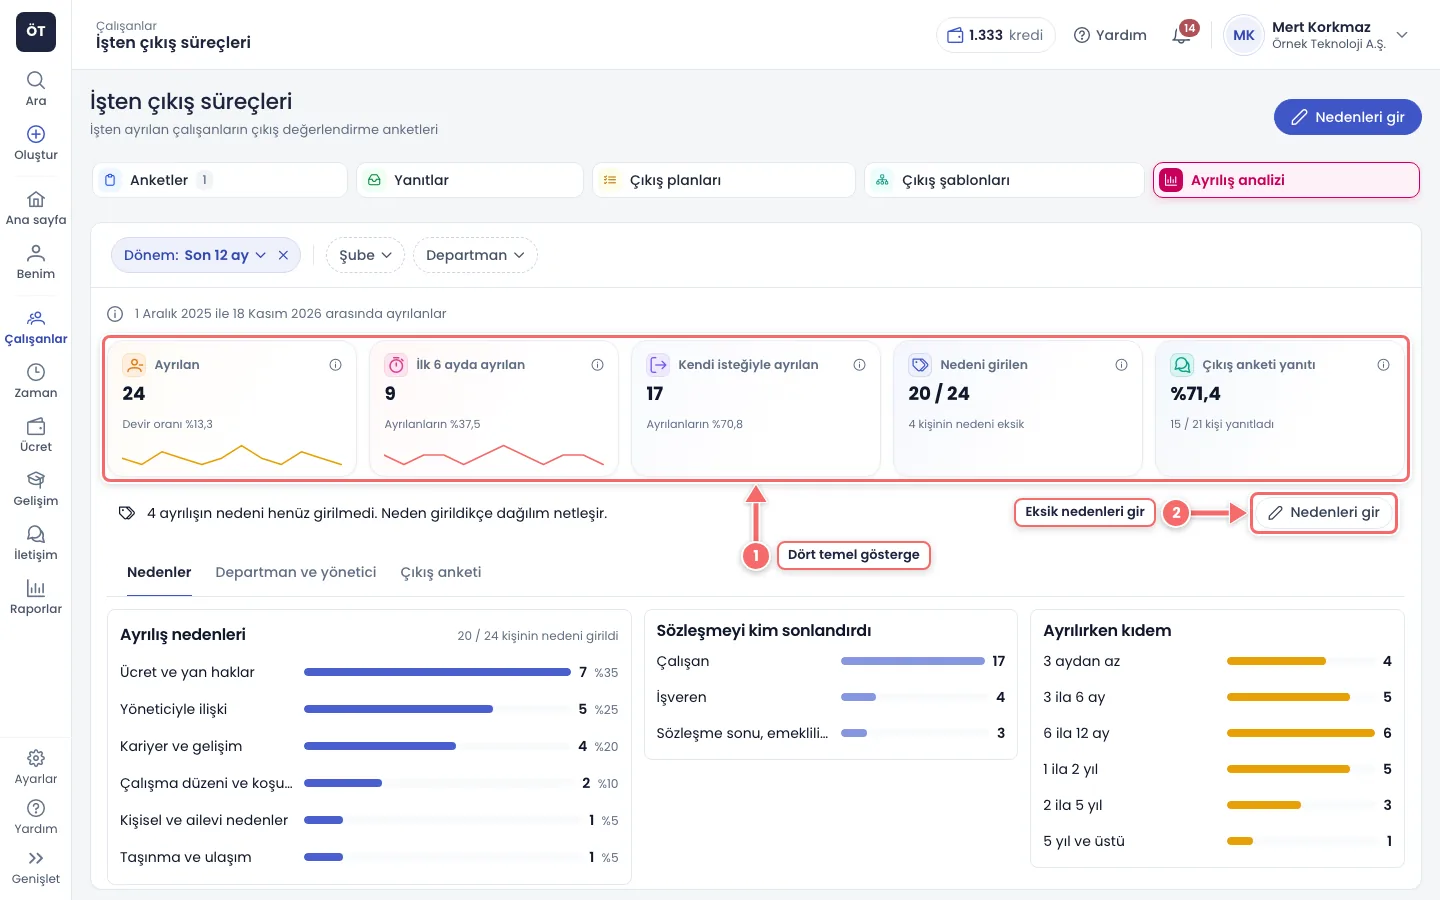 ÖT
Ara
Oluştur
Ana sayfa
Benim
Çalışanlar
Zaman
Ücret
Gelişim
İletişim
Raporlar
Ayarlar
Yardım
Genişlet
Çalışanlar
İşten çıkış süreçleri
1.333 kredi
Yardım
14
MK
Mert Korkmaz
Örnek Teknoloji A.Ş.
İşten çıkış süreçleri
İşten ayrılan çalışanların çıkış değerlendirme anketleri
Nedenleri gir
Anketler 1
Yanıtlar
Çıkış planları
Çıkış şablonları
Ayrılış analizi
Dönem: Son 12 ay
Şube
Departman
1 Aralık 2025 ile 18 Kasım 2026 arasında ayrılanlar
Ayrılan
24
Devir oranı %13,3
İlk 6 ayda ayrılan
9
Ayrılanların %37,5
Kendi isteğiyle ayrılan
17
Ayrılanların %70,8
Nedeni girilen
20 / 24
4 kişinin nedeni eksik
Çıkış anketi yanıtı
%71,4
15 / 21 kişi yanıtladı
4 ayrılışın nedeni henüz girilmedi. Neden girildikçe dağılım netleşir.
Eksik nedenleri gir
2
Nedenleri gir
1
Dört temel gösterge
Nedenler
Departman ve yönetici
Çıkış anketi
Ayrılış nedenleri
20 / 24 kişinin nedeni girildi
Ücret ve yan haklar 7 %35
Yöneticiyle ilişki 5 %25
Kariyer ve gelişim 4 %20
Çalışma düzeni ve koşu... 2 %10
Kişisel ve ailevi nedenler 1 %5
Taşınma ve ulaşım 1 %5
Sözleşmeyi kim sonlandırdı
Çalışan 17
İşveren 4
Sözleşme sonu, emeklili... 3
Ayrılırken kıdem
3 aydan az 4
3 ila 6 ay 5
6 ila 12 ay 6
1 ila 2 yıl 5
2 ila 5 yıl 3
5 yıl ve üstü 1